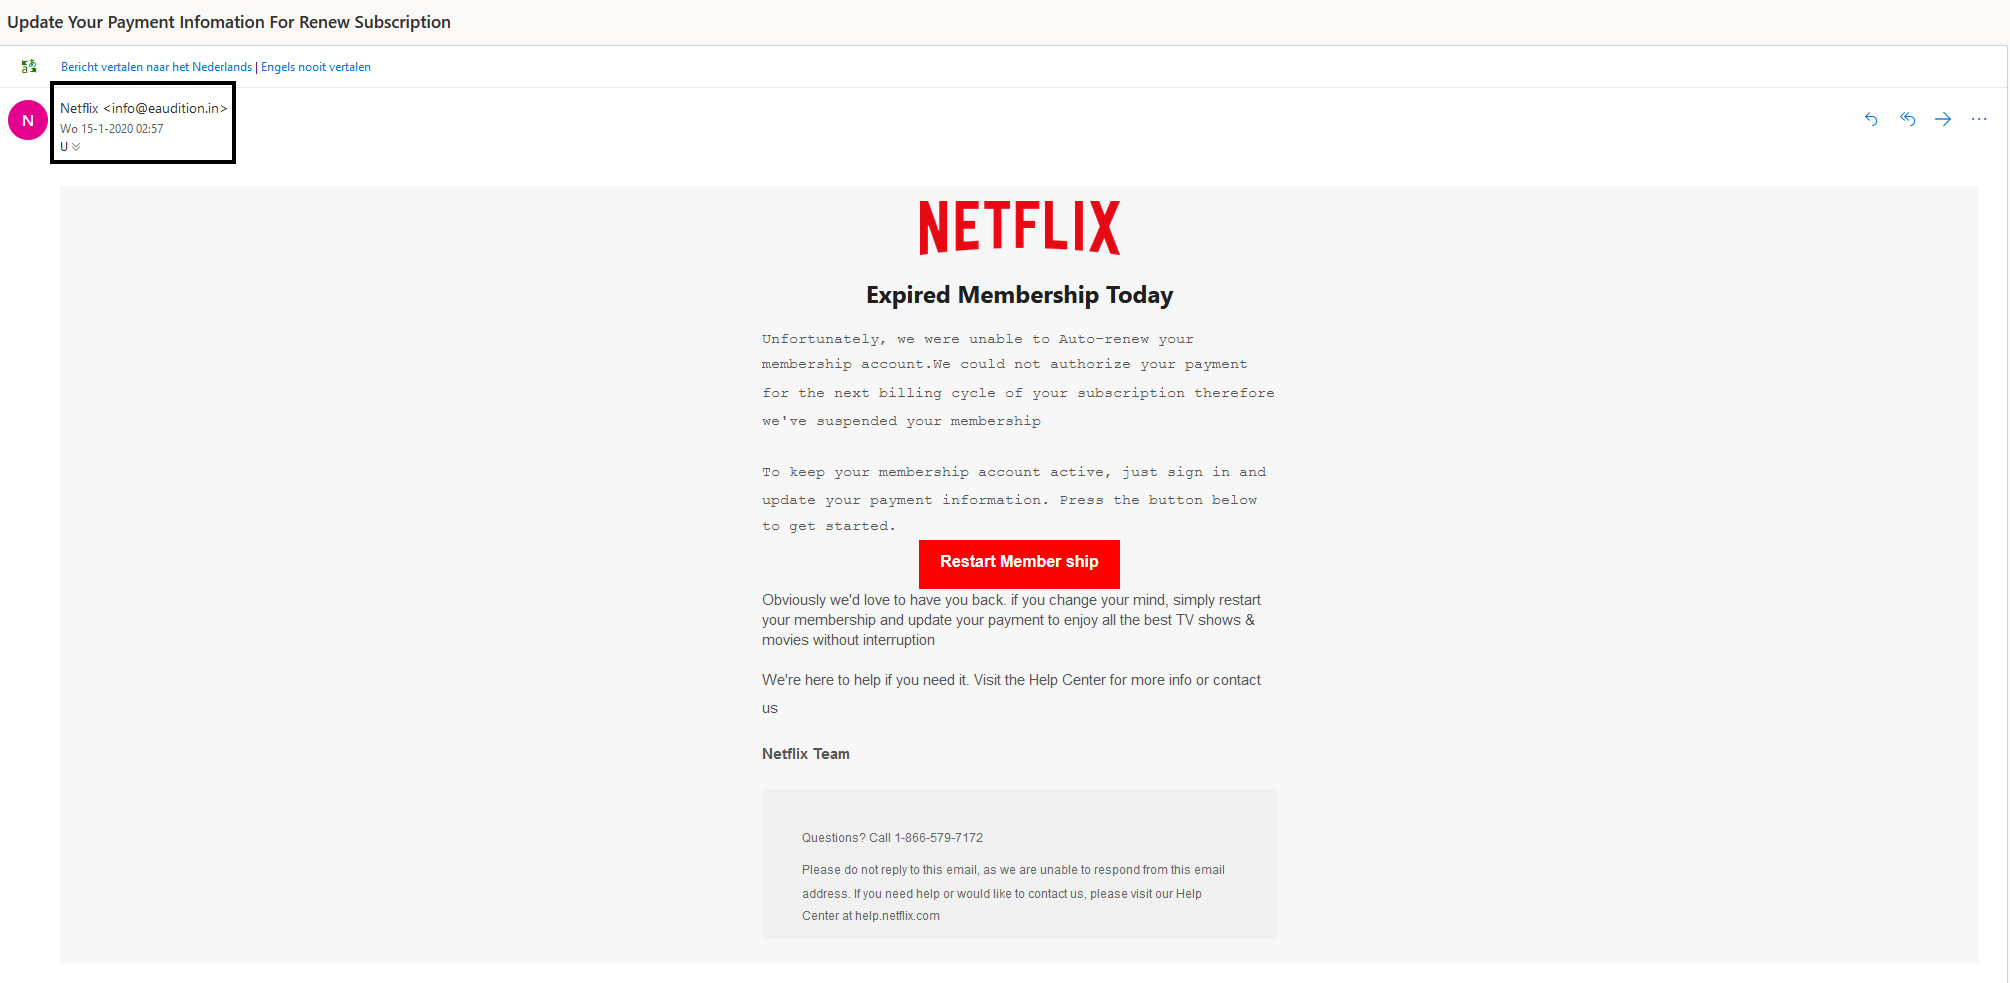 Update Your Payment Infomation For Renew Subscription
Bericht vertalen naar het Nederlands | Engels nooit vertalen
N
Netflix <info@eaudition.in>
Wo 15-1-2020 02:57
U
NETFLIX
Expired Membership Today
Unfortunately, we were unable to Auto-renew your
membership account.We could not authorize your payment
for the next billing cycle of your subscription therefore
we've suspended your membership
To keep your membership account active, just sign in and
update your payment information. Press the button below
to get started.
Restart Member ship
Obviously we'd love to have you back. if you change your mind, simply restart
your membership and update your payment to enjoy all the best TV shows &
movies without interruption
We're here to help if you need it. Visit the Help Center for more info or contact
us
Netflix Team
Questions? Call 1-866-579-7172
Please do not reply to this email, as we are unable to respond from this email
address. If you need help or would like to contact us, please visit our Help
Center at help.netflix.com